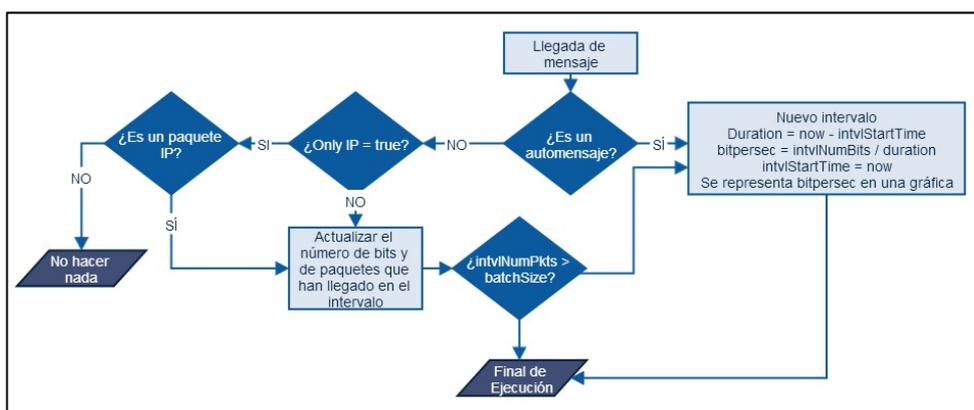 Llegada de
mensaje
¿Es un
automensaje?
SÍ
NO
Nuevo intervalo
Duration = now - intvlStartTime
bitpersec = intvlNumBits / duration
intvlStartTime = now
Se representa bitpersec en una gráfica
¿Only IP = true?
SI
NO
¿Es un paquete
IP?
NO
SÍ
No hacer
nada
Actualizar el
número de bits y
de paquetes que
han llegado en el
intervalo
¿intvlNumPkts >
batchSize?
Final de
Ejecución